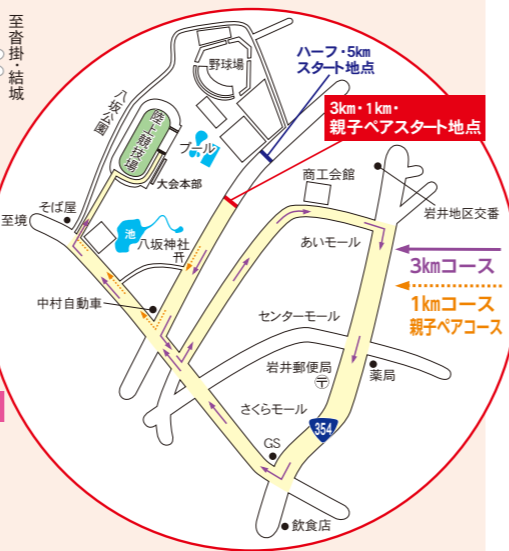 至沓掛・結城
八坂公園
野球場
ハーフ・5km
スタート地点
3km・1km・
親子ペアスタート地点
陸上競技場
プール
大会本部
商工会館
岩井地区交番
そば屋
至境
池
八坂神社
あいモール
3kmコース
1kmコース
親子ペアコース
中村自動車
センターモール
岩井郵便局
〒
薬局
さくらモール
354
GS
飲食店